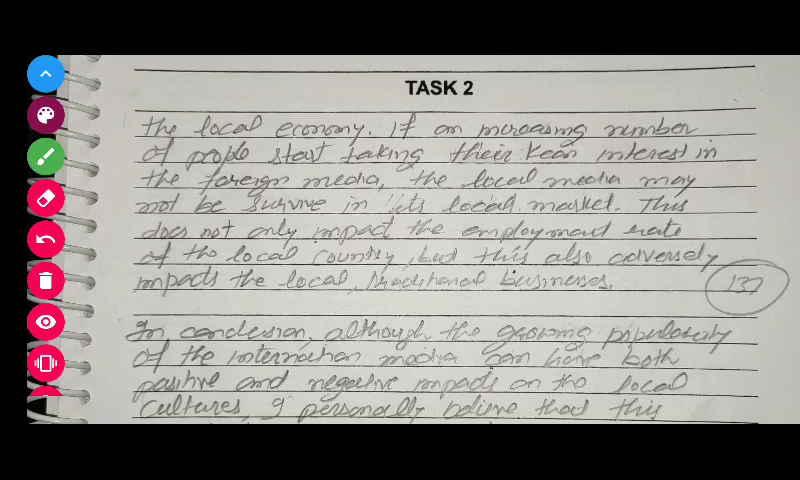 TASK 2
the local economy. If an increasing number
of people start taking their kean interest in
the foreign media, the local media may
not be survive in its local market. This
does not only impact the employment rate
of the local country, but this also adversely
impacts the local, traditional businesses.
137
In conclusion, although the growing popularity
of the internation media can have both
positive and negative impacts on the local
cultures, I personally believe that this